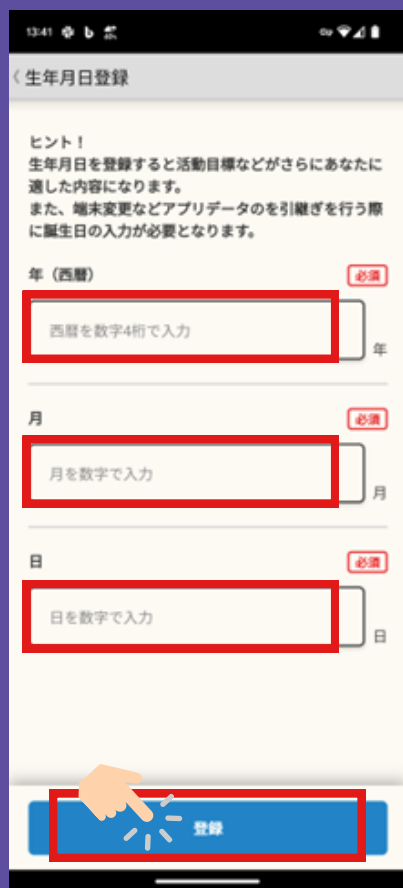 13:41
生年月日登録
ヒント！
生年月日を登録すると活動目標などがさらにあなたに
適した内容になります。
また、端末変更などアプリデータのを引継ぎを行う際
に誕生日の入力が必要となります。
年（西暦） 必須
西暦を数字4桁で入力 年
月 必須
月を数字で入力 月
日 必須
日を数字で入力 日
登録